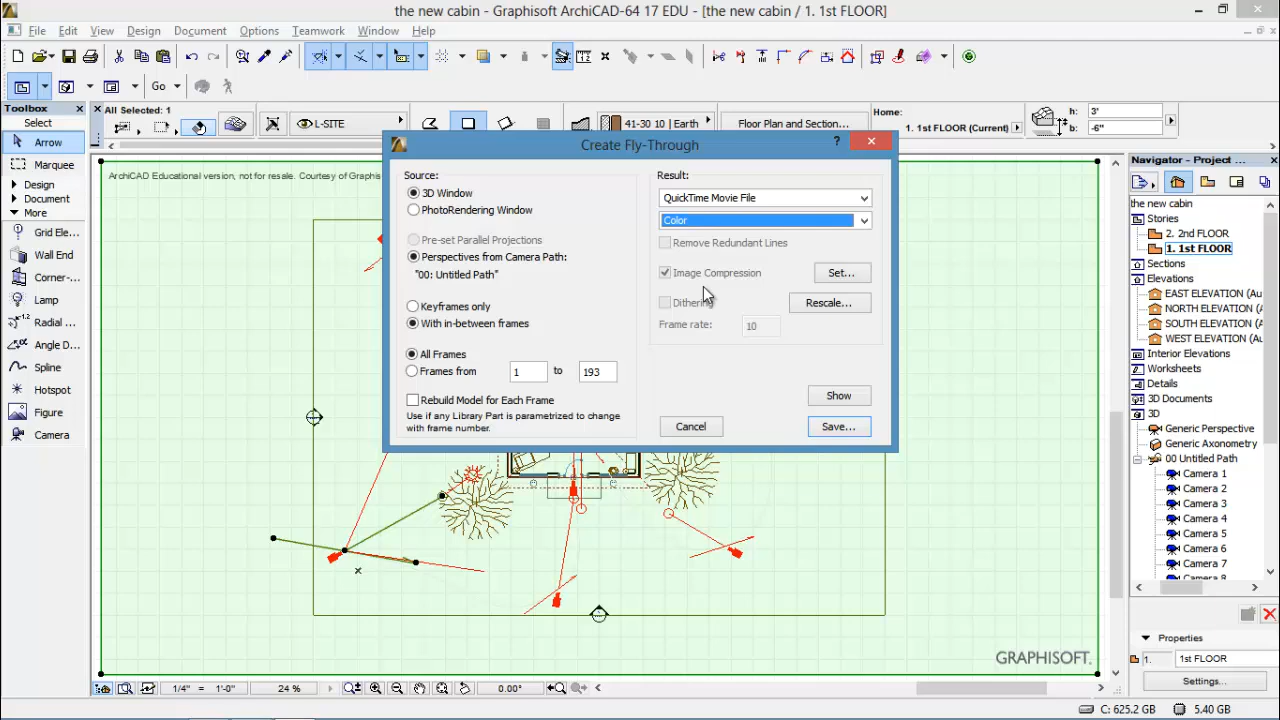 the new cabin - Graphisoft ArchiCAD-64 17 EDU - [the new cabin / 1. 1st FLOOR]
File Edit View Design Document Options Teamwork Window Help
Go
Toolbox
Select
Arrow
Marquee
Design
Document
More
Grid Ele...
Wall End
Corner-...
Lamp
Radial ...
Angle D...
Spline
Hotspot
Figure
Camera
All Selected: 1
L-SITE
41-30 10 | Earth
Floor Plan and Section...
Home:
1. 1st FLOOR (Current)
h: 3'
b: -6"
ArchiCAD Educational version, not for resale. Courtesy of Graphis
Create Fly-Through
?
Source:
3D Window
PhotoRendering Window
Pre-set Parallel Projections
Perspectives from Camera Path:
"00: Untitled Path"
Keyframes only
With in-between frames
All Frames
Frames from 1 to 193
Rebuild Model for Each Frame
Use if any Library Part is parametrized to change
with frame number.
Result:
QuickTime Movie File
Color
Remove Redundant Lines
Image Compression Set...
Dithering Rescale...
Frame rate: 10
Show
Cancel Save...
GRAPHISOFT.
Navigator - Project ...
the new cabin
Stories
2. 2nd FLOOR
1. 1st FLOOR
Sections
Elevations
EAST ELEVATION (Au
NORTH ELEVATION (
SOUTH ELEVATION (
WEST ELEVATION (Au
Interior Elevations
Worksheets
Details
3D Documents
3D
Generic Perspective
Generic Axonometry
00 Untitled Path
Camera 1
Camera 2
Camera 3
Camera 4
Camera 5
Camera 6
Camera 7
Camera 8
Properties
1. 1st FLOOR
Settings...
1/4" = 1'-0" 24 % 0.00°
C: 625.2 GB 5.40 GB